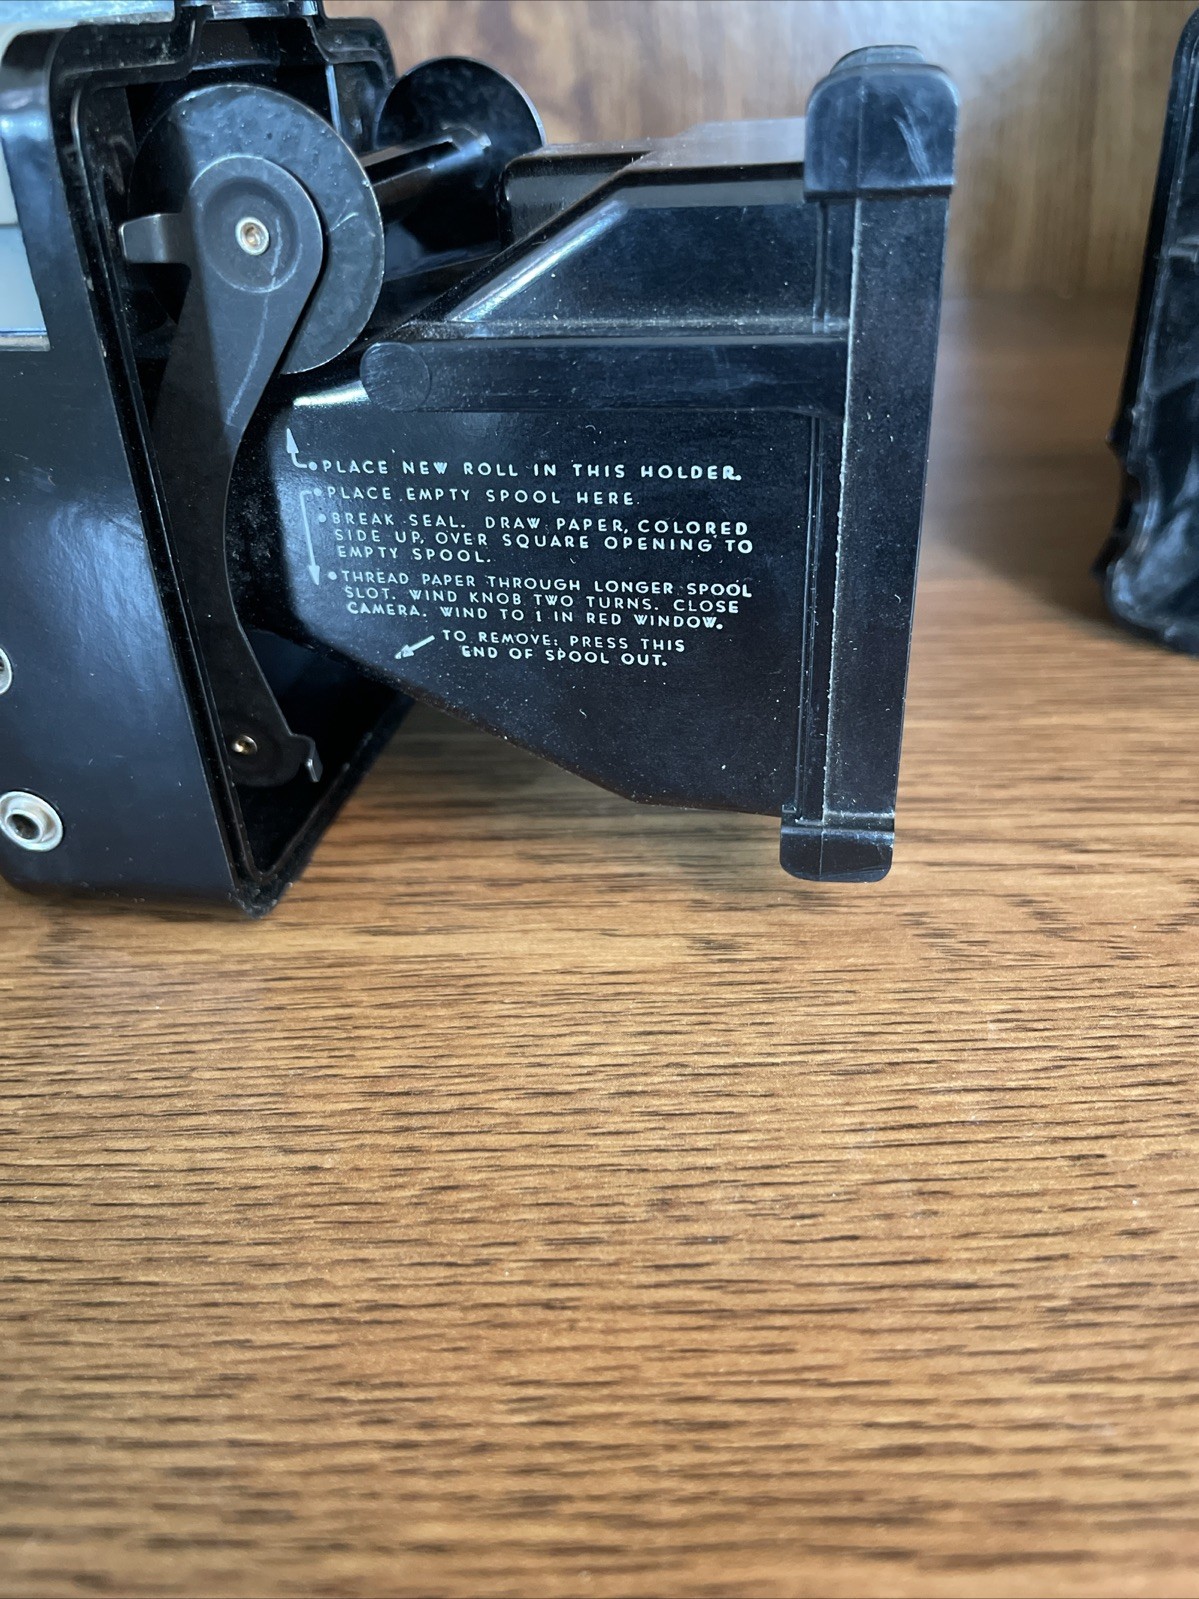 • PLACE NEW ROLL IN THIS HOLDER.
• PLACE EMPTY SPOOL HERE.
• BREAK SEAL. DRAW PAPER, COLORED
SIDE UP, OVER SQUARE OPENING TO
EMPTY SPOOL.
• THREAD PAPER THROUGH LONGER SPOOL
SLOT. WIND KNOB TWO TURNS. CLOSE
CAMERA. WIND TO 1 IN RED WINDOW.
TO REMOVE: PRESS THIS
END OF SPOOL OUT.